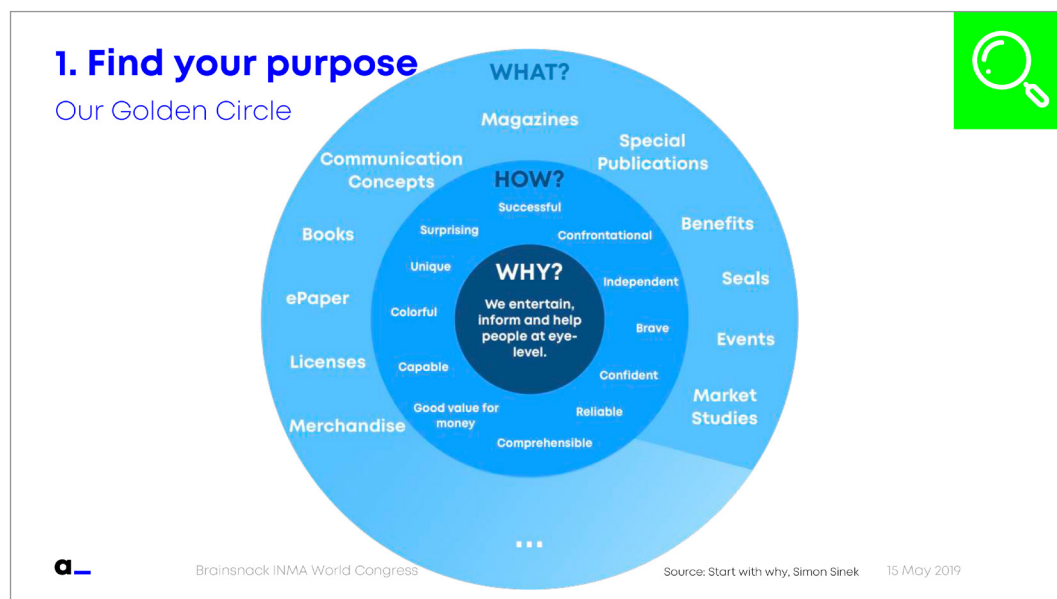 1. Find your purpose
Our Golden Circle
WHAT?
Magazines
Special
Publications
Benefits
Seals
Events
Market
Studies
...
Merchandise
Licenses
ePaper
Books
Communication
Concepts
HOW?
Successful
Confrontational
Independent
Brave
Confident
Reliable
Comprehensible
Good value for
money
Capable
Colorful
Unique
Surprising
WHY?
We entertain,
inform and help
people at eye-
level.
a_
Brainsnack INMA World Congress
Source: Start with why, Simon Sinek
15 May 2019